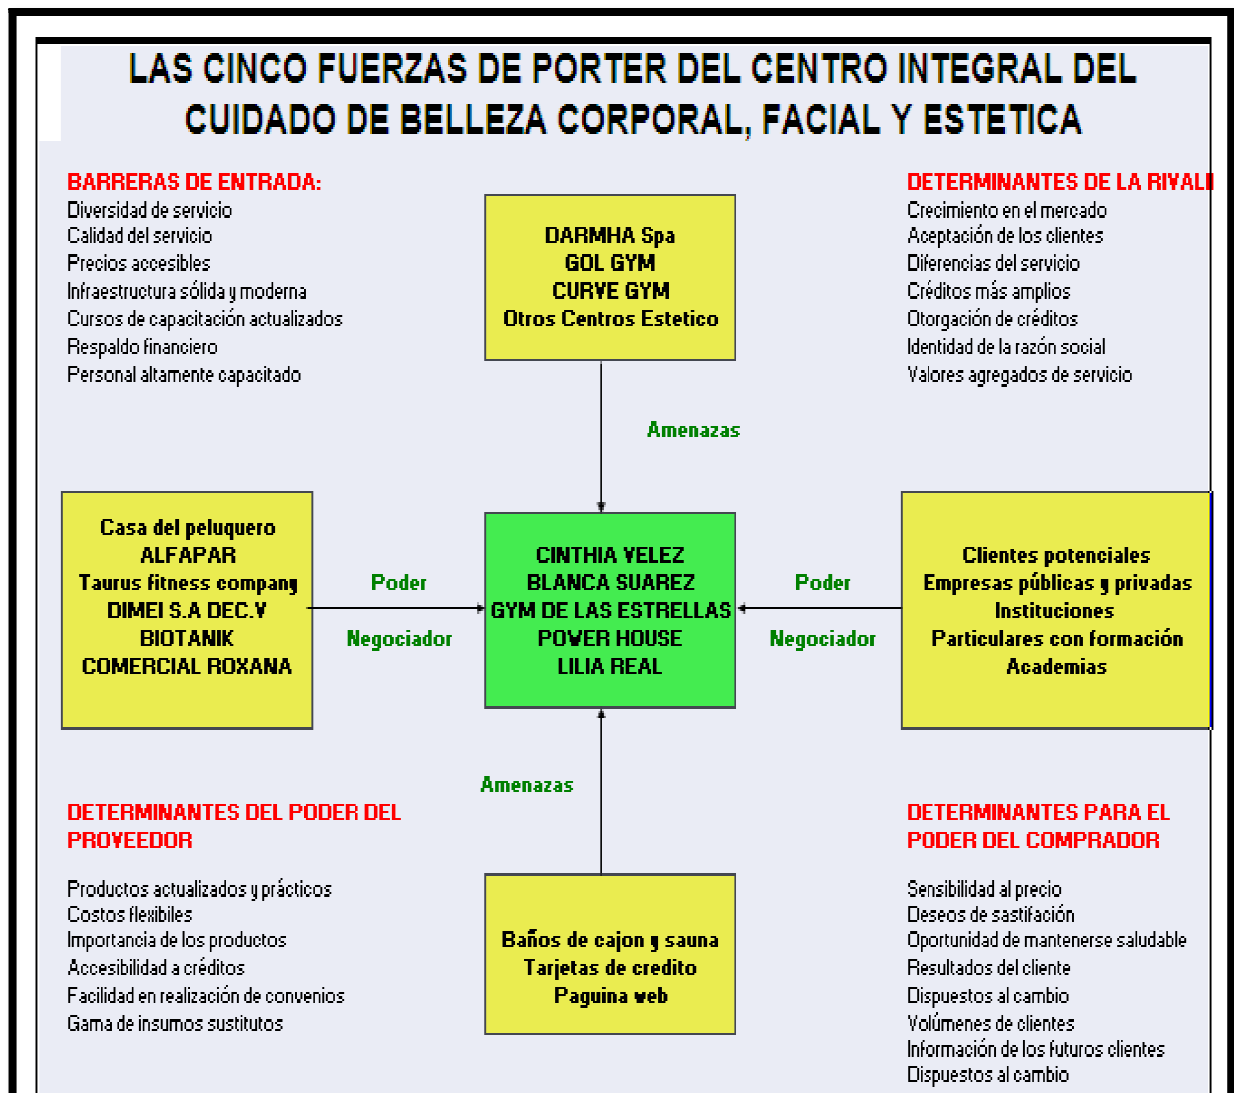 LAS CINCO FUERZAS DE PORTER DEL CENTRO INTEGRAL DEL
CUIDADO DE BELLEZA CORPORAL, FACIAL Y ESTETICA
BARRERAS DE ENTRADA:
Diversidad de servicio
Calidad del servicio
Precios accesibles
Infraestructura sólida y moderna
Cursos de capacitación actualizados
Respaldo financiero
Personal altamente capacitado
DARMHA Spa
GOL GYM
CURVE GYM
Otros Centros Estetico
DETERMINANTES DE LA RIVALI
Crecimiento en el mercado
Aceptación de los clientes
Diferencias del servicio
Créditos más amplios
Otorgación de créditos
Identidad de la razón social
Valores agregados de servicio
Amenazas
Casa del peluquero
ALFAPAR
Taurus fitness company
DIMEI S.A DEC.V
BIOTANIK
COMERCIAL ROXANA
Poder
Negociador
CINTHIA VELEZ
BLANCA SUAREZ
GYM DE LAS ESTRELLAS
POWER HOUSE
LILIA REAL
Poder
Negociador
Clientes potenciales
Empresas públicas y privadas
Instituciones
Particulares con formación
Academias
Amenazas
DETERMINANTES DEL PODER DEL
PROVEEDOR
Productos actualizados y prácticos
Costos flexibiles
Importancia de los productos
Accesibilidad a créditos
Facilidad en realización de convenios
Gama de insumos sustitutos
Baños de cajon y sauna
Tarjetas de credito
Paguina web
DETERMINANTES PARA EL
PODER DEL COMPRADOR
Sensibilidad al precio
Deseos de sastifación
Oportunidad de mantenerse saludable
Resultados del cliente
Dispuestos al cambio
Volúmenes de clientes
Información de los futuros clientes
Dispuestos al cambio